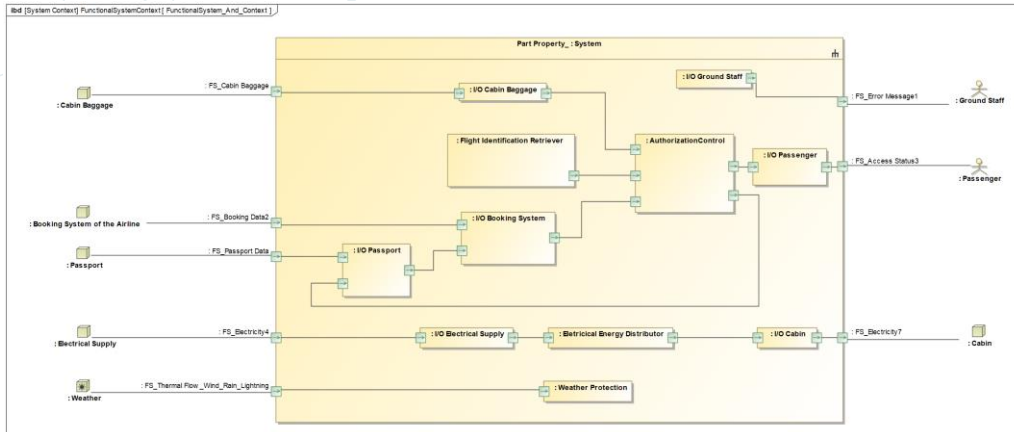 ibd [System Context] FunctionalSystemContext[ FunctionalSystem_And_Context ]
Part Property_ : System
: FS_Cabin Baggage
: Cabin Baggage
: I/O Cabin Baggage
: I/O Ground Staff
: FS_Error Message1
: Ground Staff
: Flight Identification Retriever
: AuthorizationControl
: I/O Passenger
: FS_Access Status3
: Passenger
: FS_Booking Data2
: Booking System of the Airline
: I/O Booking System
: FS_Passport Data
: Passport
: I/O Passport
: FS_Electricity4
: Electrical Supply
: I/O Electrical Supply
: Eletricical Energy Distributor
: I/O Cabin
: FS_Electricity7
: Cabin
: FS_Thermal Flow _Wind_Rain_Lightning
: Weather
: Weather Protection